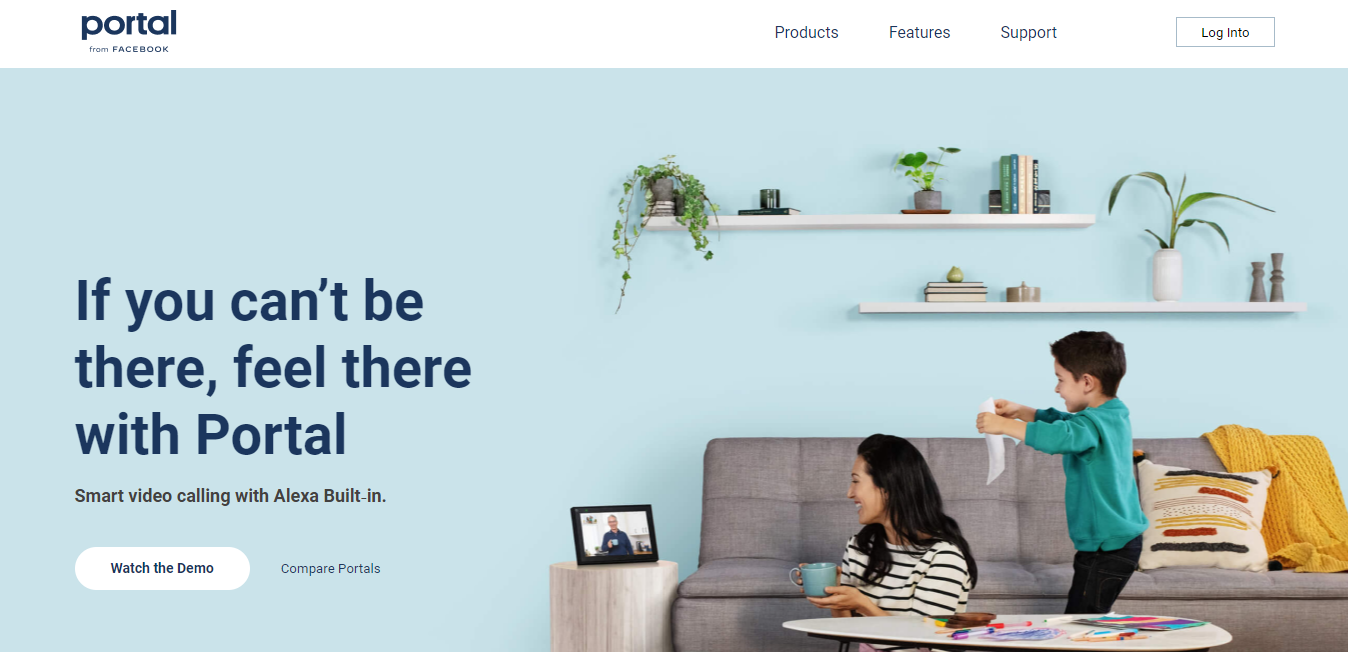 portal
from FACEBOOK
Products Features Support Log Into
If you can’t be
there, feel there
with Portal
Smart video calling with Alexa Built-in.
Watch the Demo Compare Portals